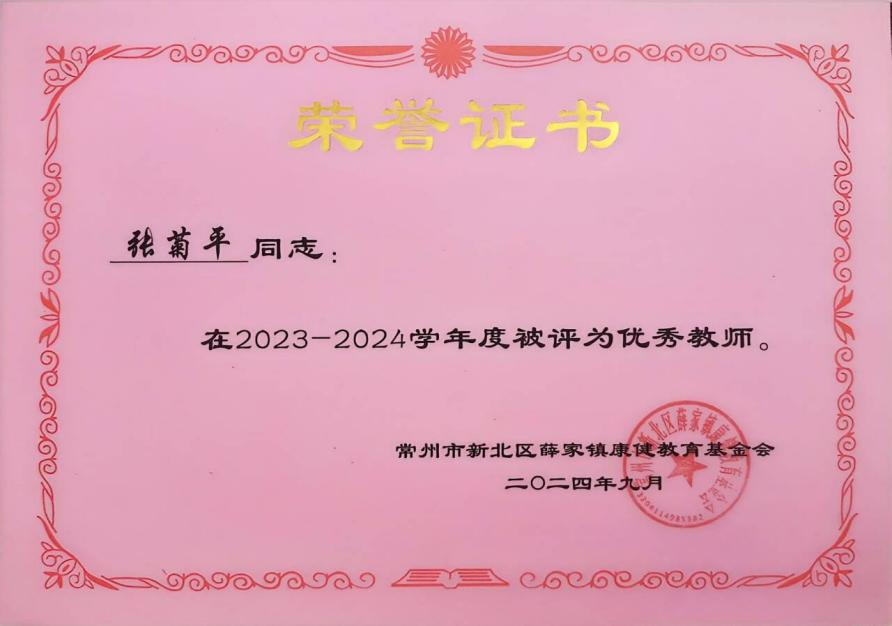 荣誉证书
张菊平同志：
在2023-2024学年度被评为优秀教师。
常州市新北区薛家镇康健教育基金会
二〇二四年九月